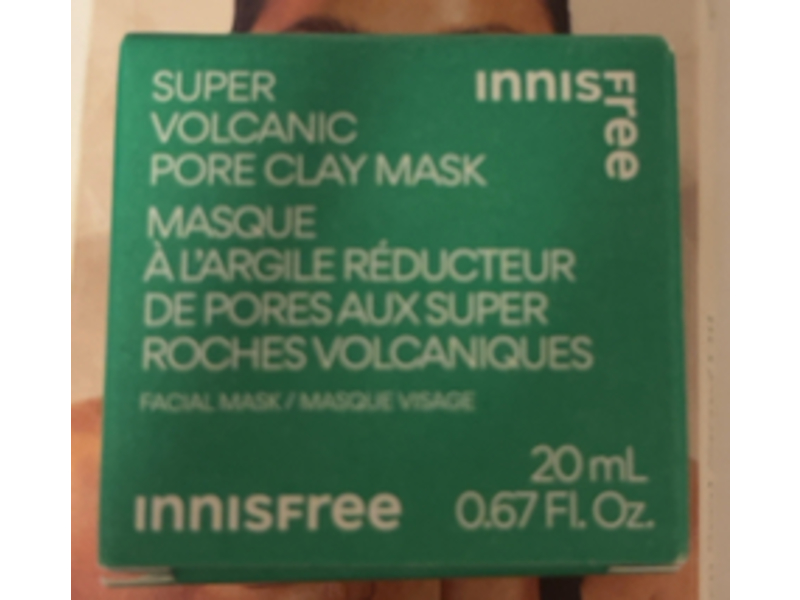 SUPER
VOLCANIC
PORE CLAY MASK
INNISFree
MASQUE
À L'ARGILE RÉDUCTEUR
DE PORES AUX SUPER
ROCHES VOLCANIQUES
FACIAL MASK / MASQUE VISAGE
20 mL
0.67 Fl. Oz.
INNISFree